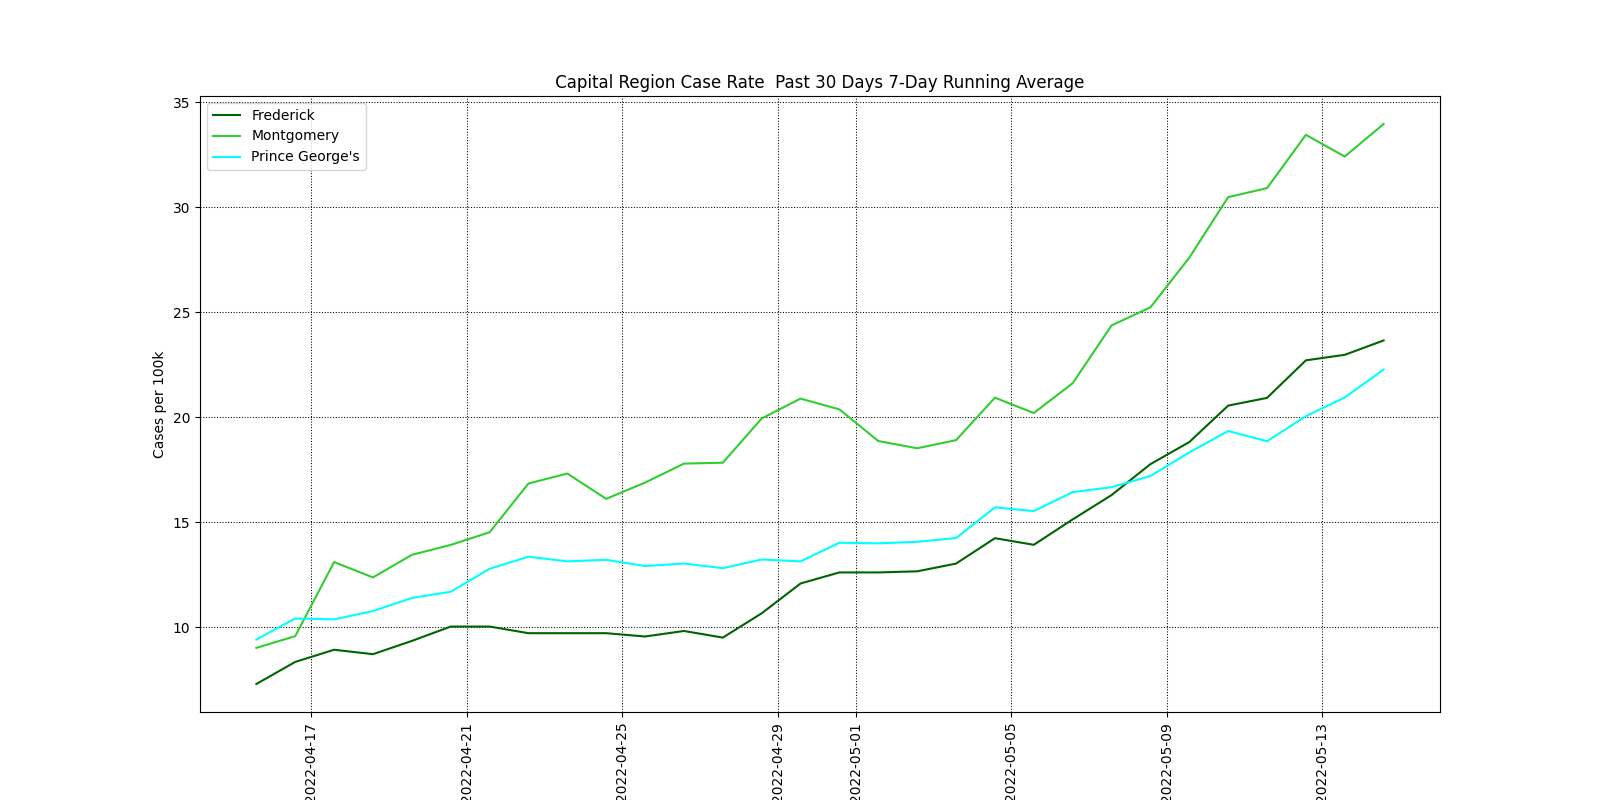 Capital Region Case Rate  Past 30 Days 7-Day Running Average
Frederick
Montgomery
Prince George's
Cases per 100k
35
30
25
20
15
10
2022-04-17
2022-04-21
2022-04-25
2022-04-29
2022-05-01
2022-05-05
2022-05-09
2022-05-13